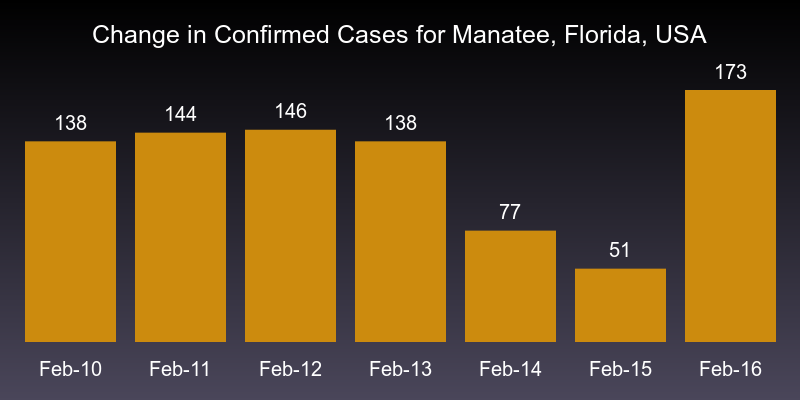 Change in Confirmed Cases for Manatee, Florida, USA
138 144 146 138 77 51 173
Feb-10 Feb-11 Feb-12 Feb-13 Feb-14 Feb-15 Feb-16